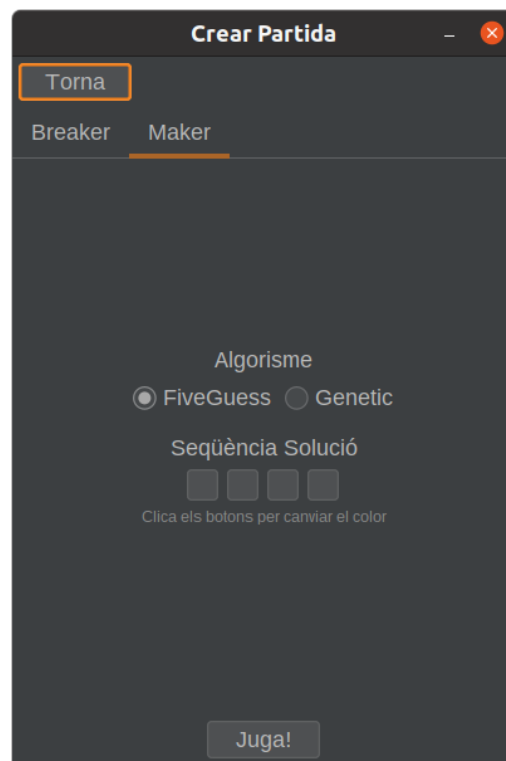 Crear Partida
Torna
Breaker Maker
Algorisme
FiveGuess Genetic
Seqüència Solució
Clica els botons per canviar el color
Juga!